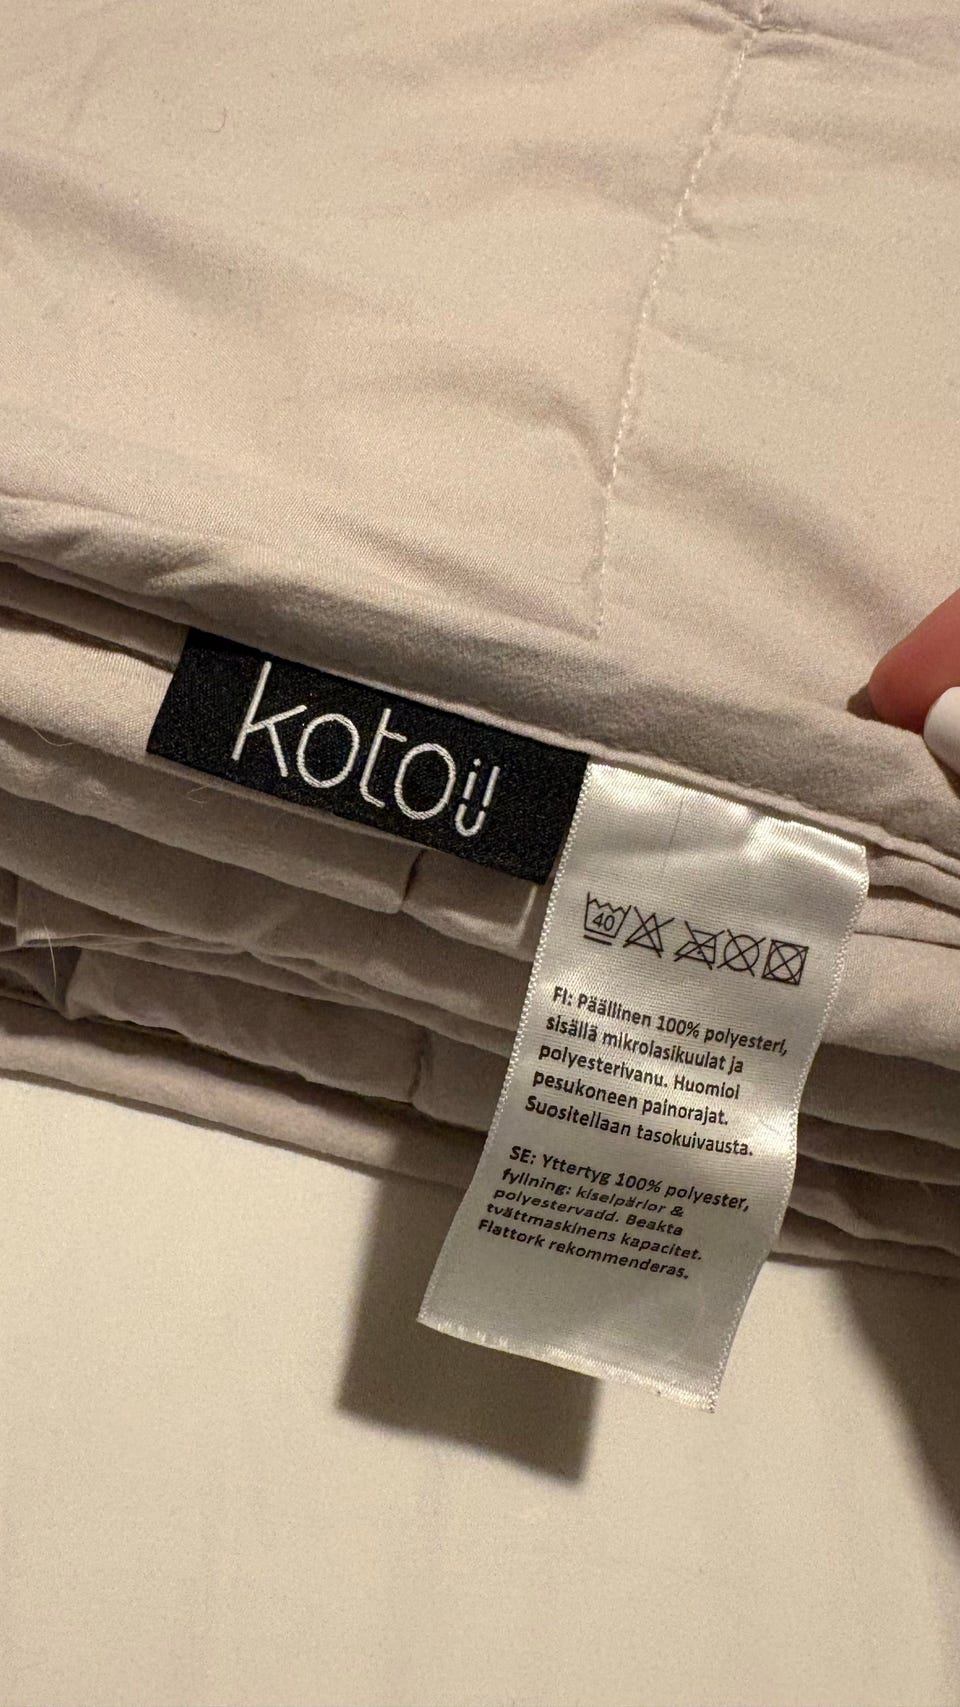 kotoii
40
FI: Päällinen 100% polyesteri,
sisällä mikrolasikuulat ja
polyesterivanu. Huomioi
pesukoneen painorajat.
Suositellaan tasokuivausta.
SE: Yttertyg 100% polyester,
fyllning: kiselpärlor &
polyestervadd. Beakta
tvättmaskinens kapacitet.
Flattork rekommenderas.